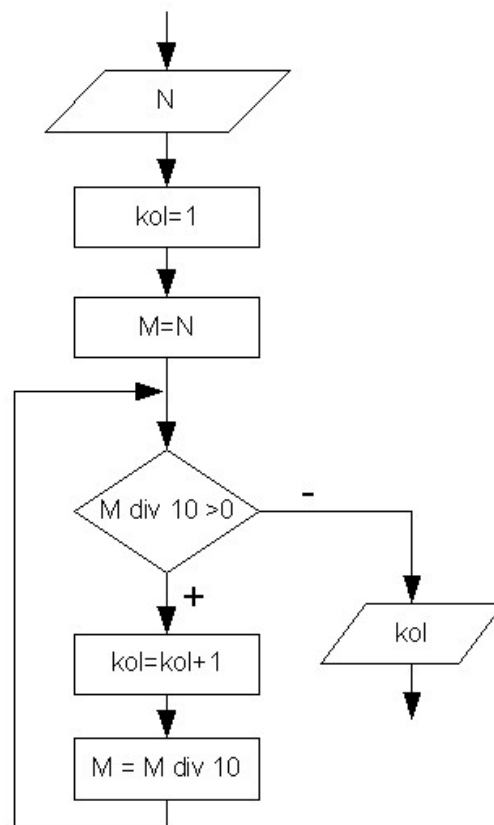 N
kol=1
M=N
M div 10 >0
-
+
kol=kol+1
kol
M = M div 10